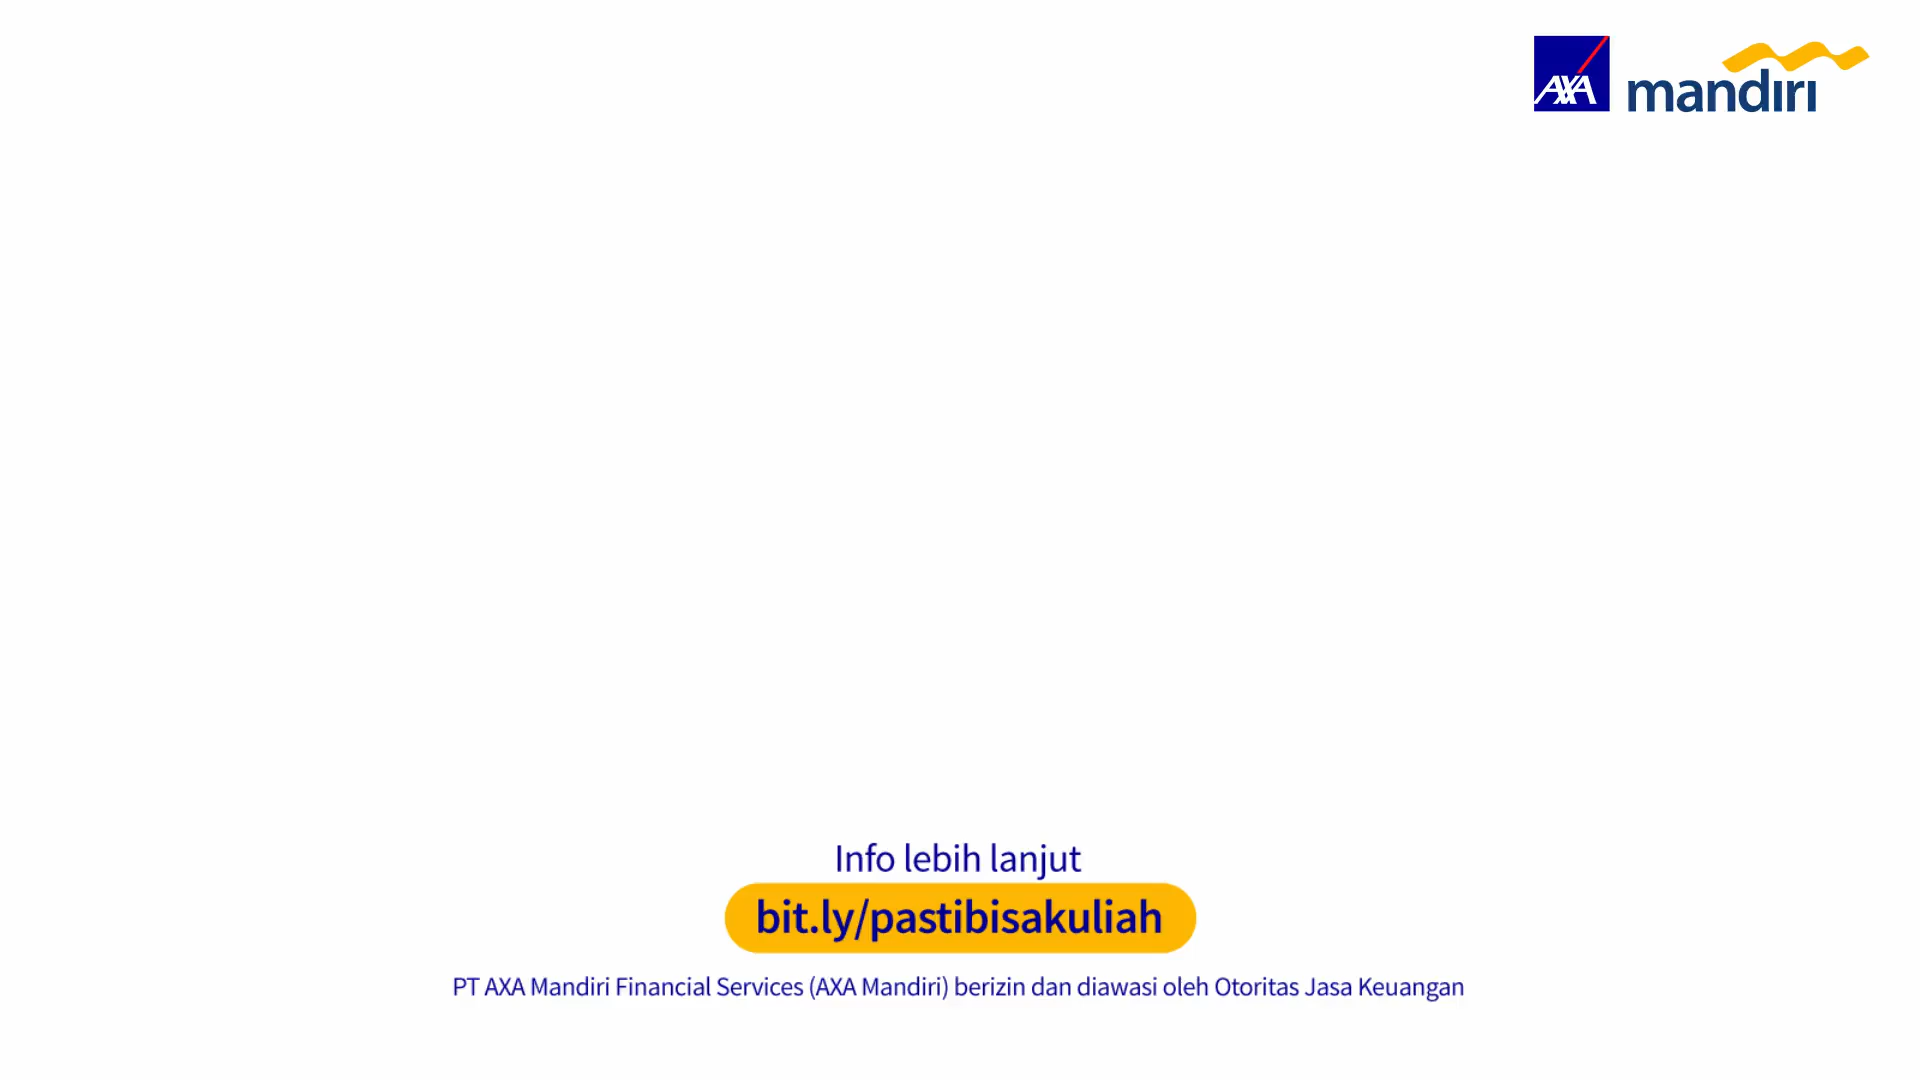 AXA mandiri
Info lebih lanjut
bit.ly/pastibisakuliah
PT AXA Mandiri Financial Services (AXA Mandiri) berizin dan diawasi oleh Otoritas Jasa Keuangan